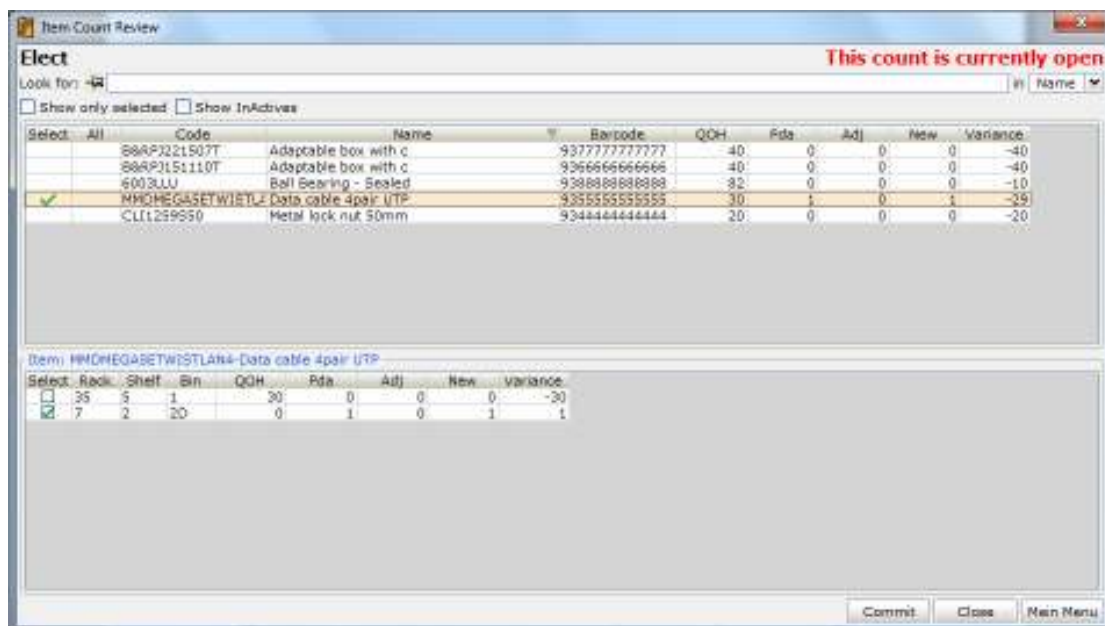 Item Count Review
Elect This count is currently open
Look for: in Name
Show only selected Show InActives
Select All Code Name Barcode QOH Pda Adj New Variance
B&RPJ221507T Adaptable box with c 9377777777777 40 0 0 0 -40
B&RPJ151110T Adaptable box with c 9366666666666 40 0 0 0 -40
6003LLU Ball Bearing - Sealed 9388888888888 82 0 0 0 -10
MMOMEGASETWISTLA Data cable 4pair UTP 9355555555555 30 1 0 1 -29
CLI1259S50 Metal lock nut 50mm 9344444444444 20 0 0 0 -20
Item: MMOMEGASETWISTLAN4-Data cable 4pair UTP
Select Rack Shelf Bin QOH Pda Adj New Variance
35 5 1 30 0 0 0 -30
7 2 2D 0 1 0 1 1
Commit Close Main Menu